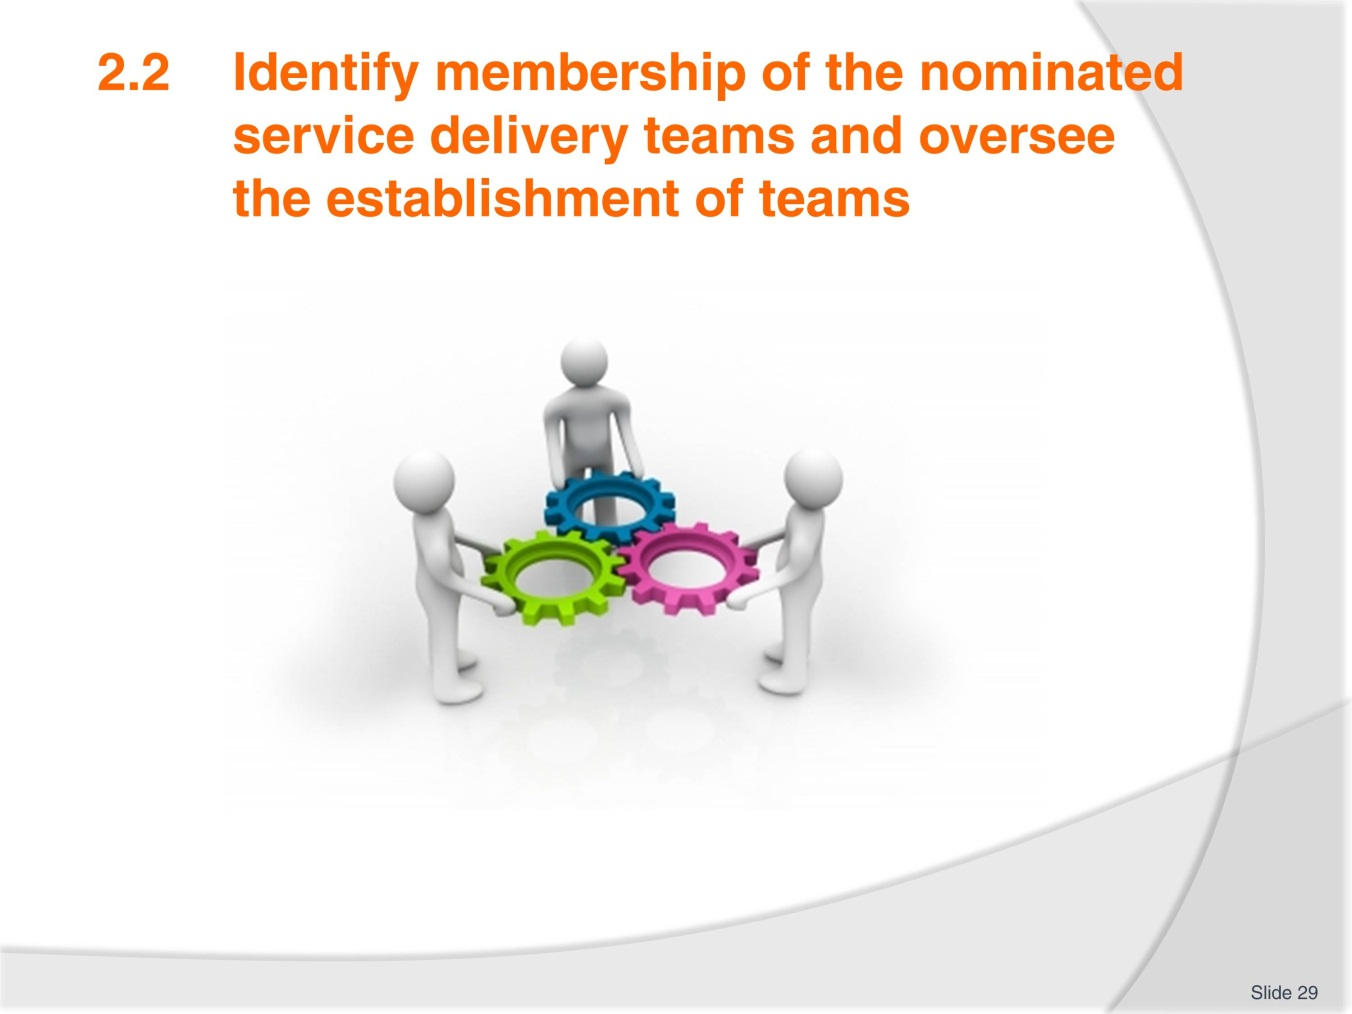 2.2 Identify membership of the nominated
service delivery teams and oversee
the establishment of teams
Slide 29